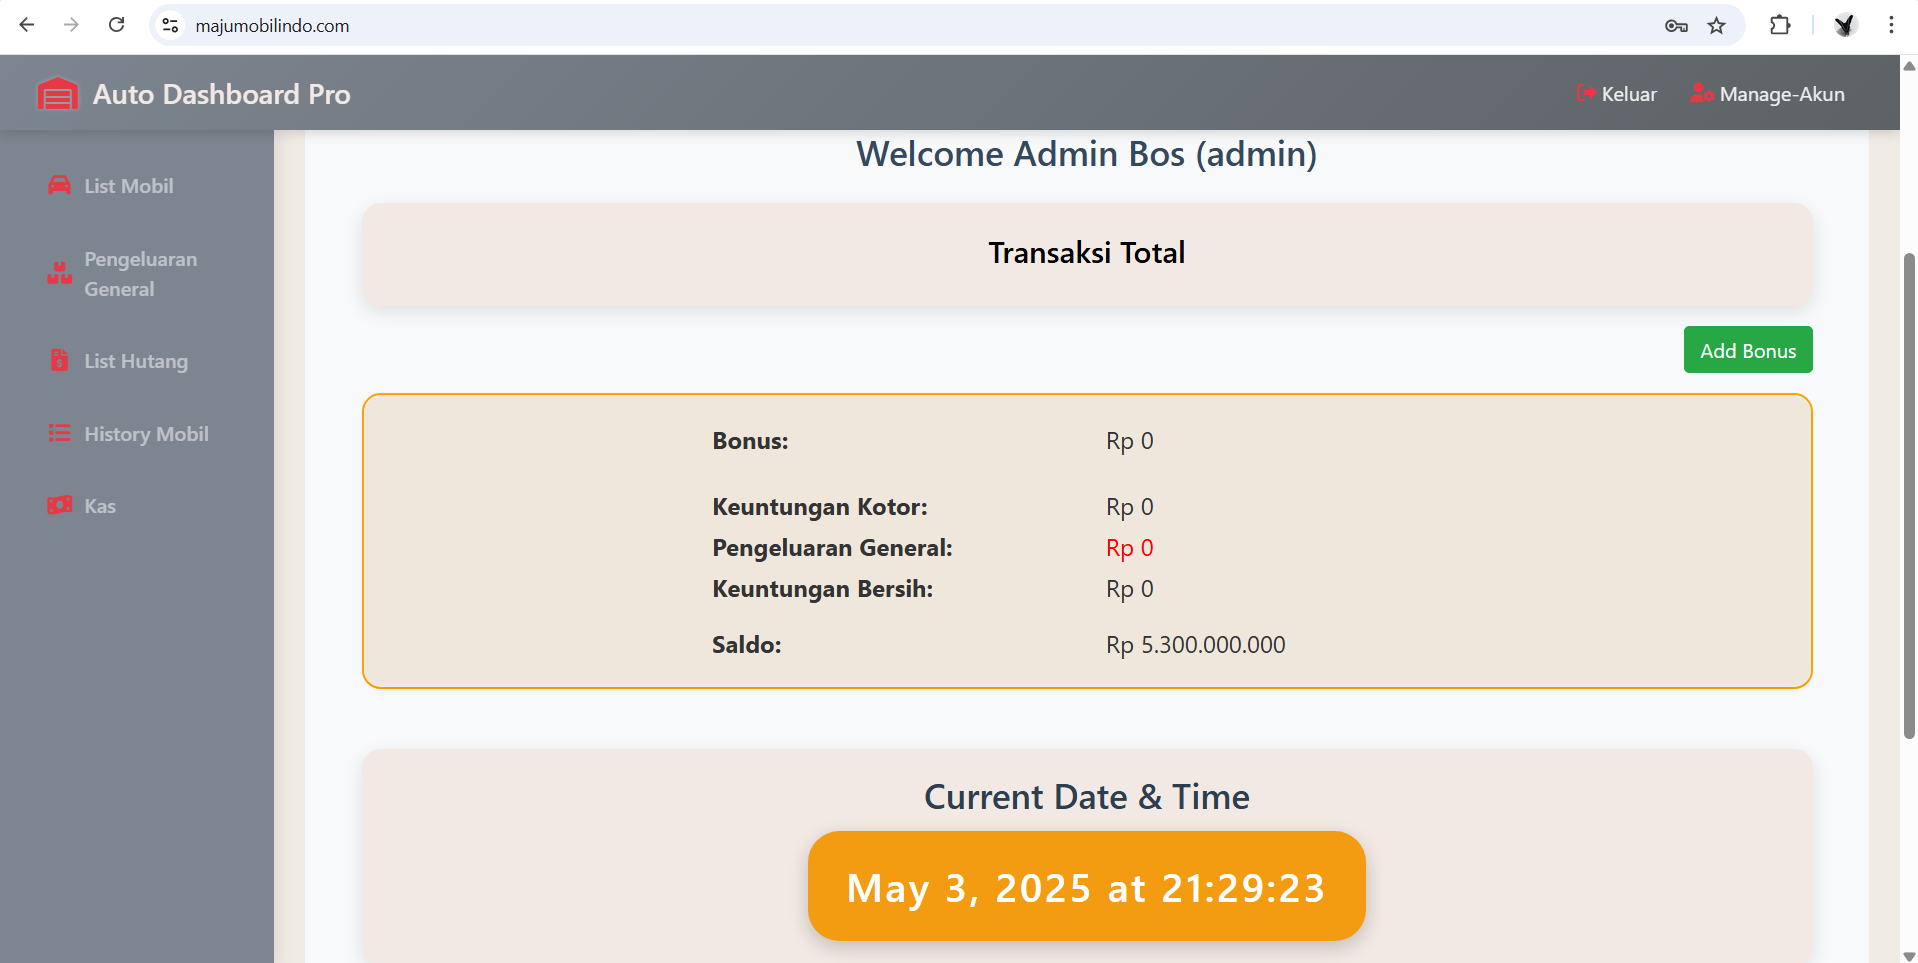 majumobilindo.com
Auto Dashboard Pro
Keluar
Manage-Akun
List Mobil
Pengeluaran
General
List Hutang
History Mobil
Kas
Welcome Admin Bos (admin)
Transaksi Total
Add Bonus
Bonus: Rp 0
Keuntungan Kotor: Rp 0
Pengeluaran General: Rp 0
Keuntungan Bersih: Rp 0
Saldo: Rp 5.300.000.000
Current Date & Time
May 3, 2025 at 21:29:23